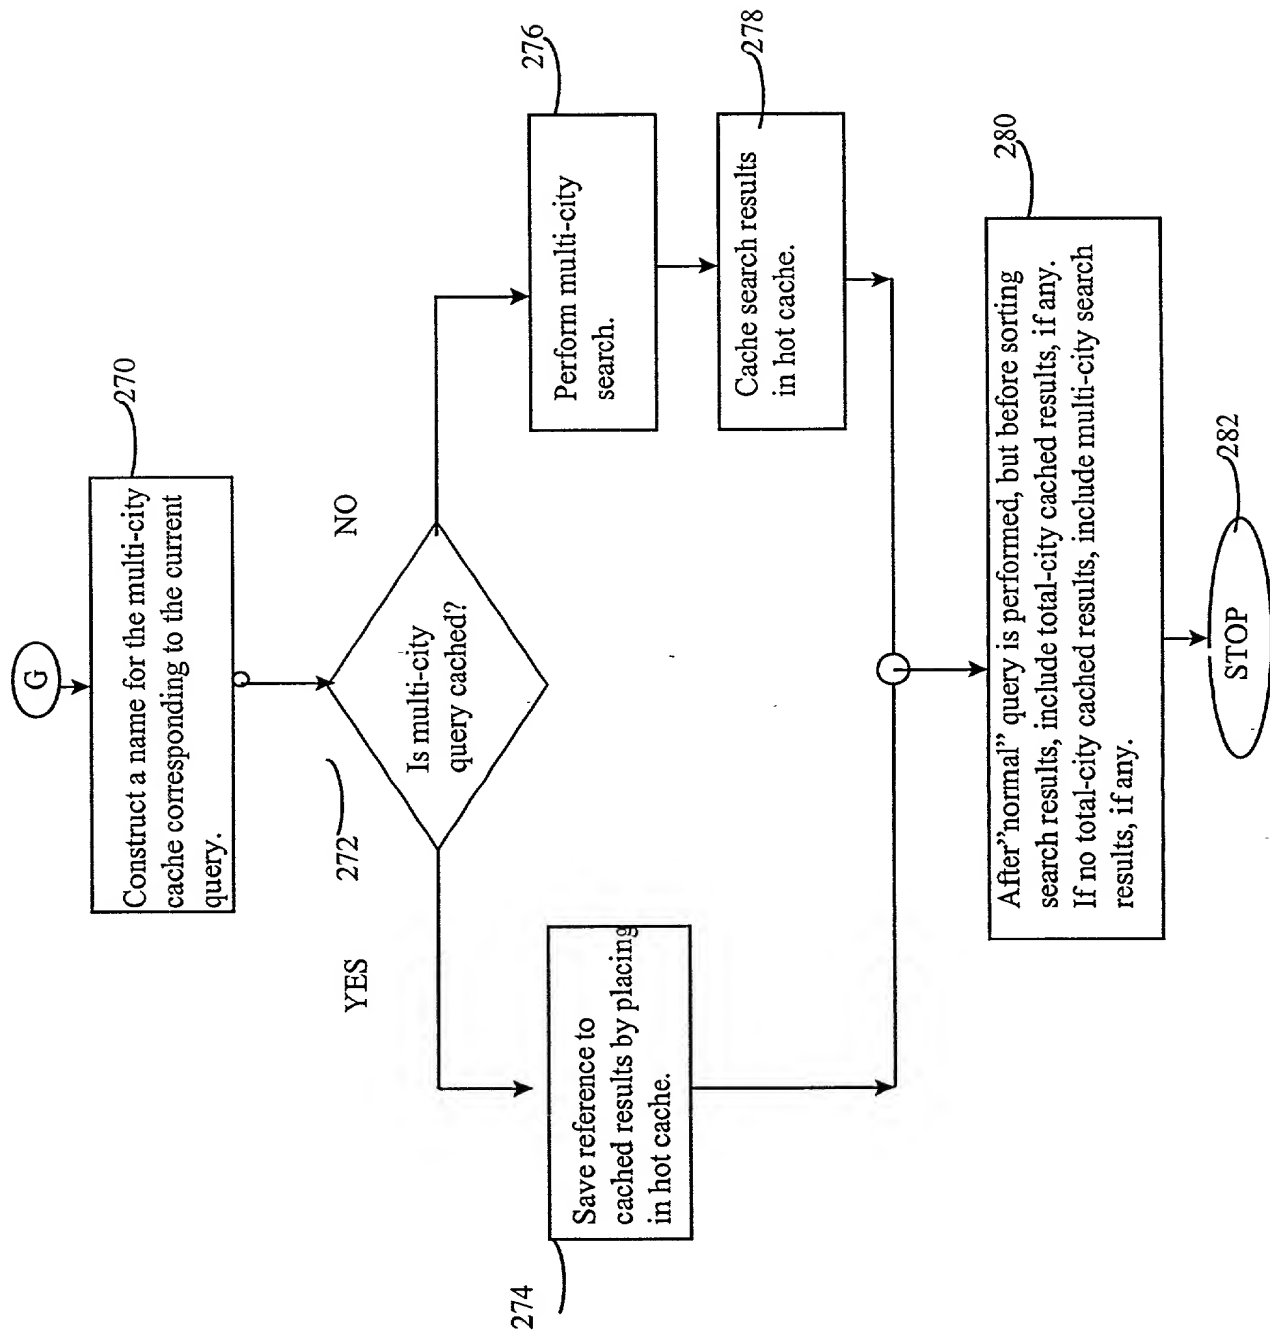 G
270
Construct a name for the multi-city
cache corresponding to the current
query.
272
Is multi-city
query cached?
YES
NO
274
Save reference to
cached results by placing
in hot cache.
276
Perform multi-city
search.
278
Cache search results
in hot cache.
280
After"normal" query is performed, but before sorting
search results, include total-city cached results, if any.
If no total-city cached results, include multi-city search
results, if any.
STOP
282